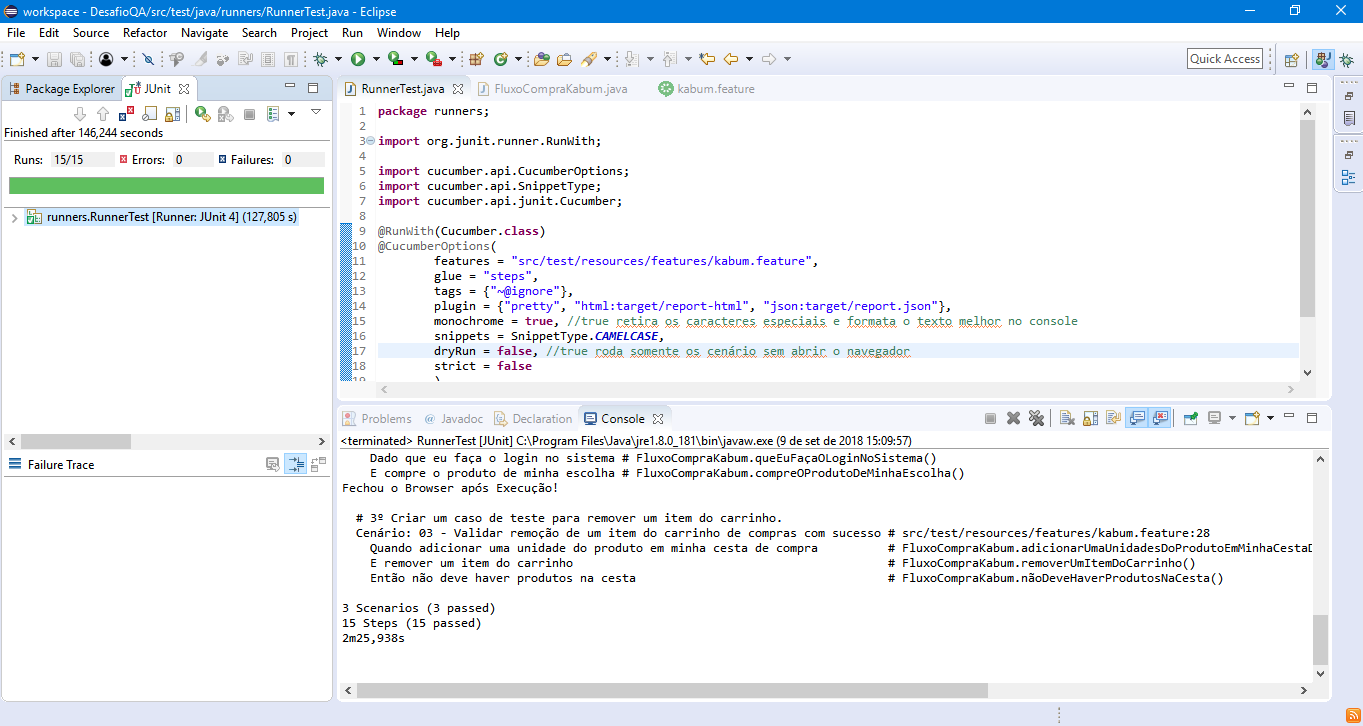 workspace - DesafioQA/src/test/java/runners/RunnerTest.java - Eclipse
File Edit Source Refactor Navigate Search Project Run Window Help
Quick Access
Package Explorer JUnit
Finished after 146,244 seconds
Runs: 15/15 Errors: 0 Failures: 0
runners.RunnerTest [Runner: JUnit 4] (127,805 s)
Failure Trace
RunnerTest.java FluxoCompraKabum.java kabum.feature
1 package runners;
2
3 import org.junit.runner.RunWith;
4
5 import cucumber.api.CucumberOptions;
6 import cucumber.api.SnippetType;
7 import cucumber.api.junit.Cucumber;
8
9 @RunWith(Cucumber.class)
10 @CucumberOptions(
11 features = "src/test/resources/features/kabum.feature",
12 glue = "steps",
13 tags = {"~@ignore"},
14 plugin = {"pretty", "html:target/report-html", "json:target/report.json"},
15 monochrome = true, //true retira os caracteres especiais e formata o texto melhor no console
16 snippets = SnippetType.CAMELCASE,
17 dryRun = false, //true roda somente os cenário sem abrir o navegador
18 strict = false
19 )
Problems @ Javadoc Declaration Console
<terminated> RunnerTest [JUnit] C:\Program Files\Java\jre1.8.0_181\bin\javaw.exe (9 de set de 2018 15:09:57)
Dado que eu faça o login no sistema # FluxoCompraKabum.queEuFaçaOLoginNoSistema()
E compre o produto de minha escolha # FluxoCompraKabum.compreOProdutoDeMinhaEscolha()
Fechou o Browser após Execução!
# 3º Criar um caso de teste para remover um item do carrinho.
Cenário: 03 - Validar remoção de um item do carrinho de compras com sucesso # src/test/resources/features/kabum.feature:28
Quando adicionar uma unidade do produto em minha cesta de compra # FluxoCompraKabum.adicionarUmaUnidadesDoProdutoEmMinhaCestaD
E remover um item do carrinho # FluxoCompraKabum.removerUmItemDoCarrinho()
Então não deve haver produtos na cesta # FluxoCompraKabum.nãoDeveHaverProdutosNaCesta()
3 Scenarios (3 passed)
15 Steps (15 passed)
2m25,938s